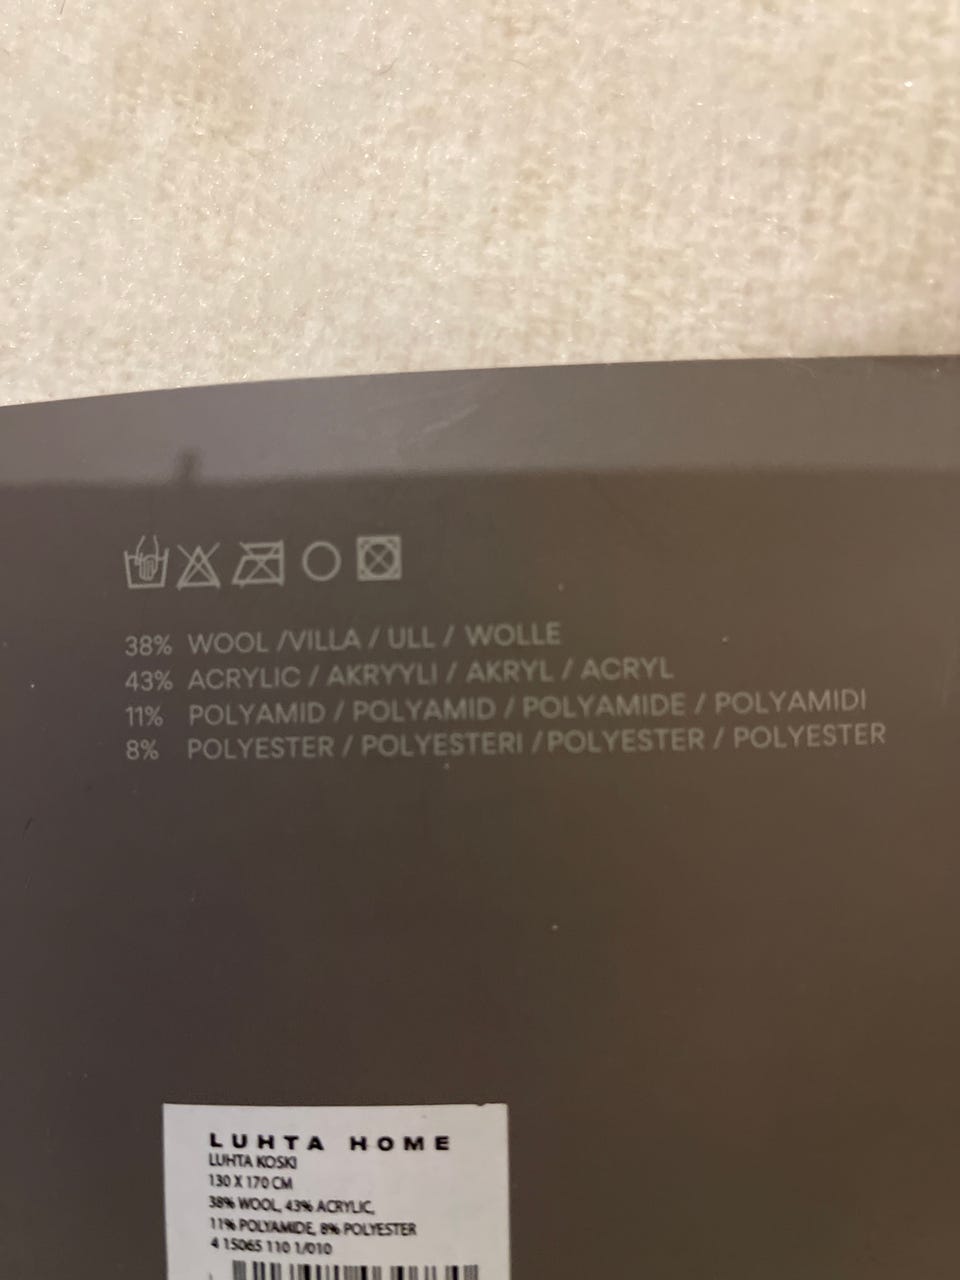 38% WOOL /VILLA / ULL / WOLLE
43% ACRYLIC / AKRYYLI / AKRYL / ACRYL
11% POLYAMID / POLYAMID / POLYAMIDE / POLYAMIDI
8% POLYESTER / POLYESTERI / POLYESTER / POLYESTER
LUHTA HOME
LUHTA KOSKI
130 X 170 CM
38% WOOL, 43% ACRYLIC,
11% POLYAMIDE, 8% POLYESTER
4 15065 110 1/010